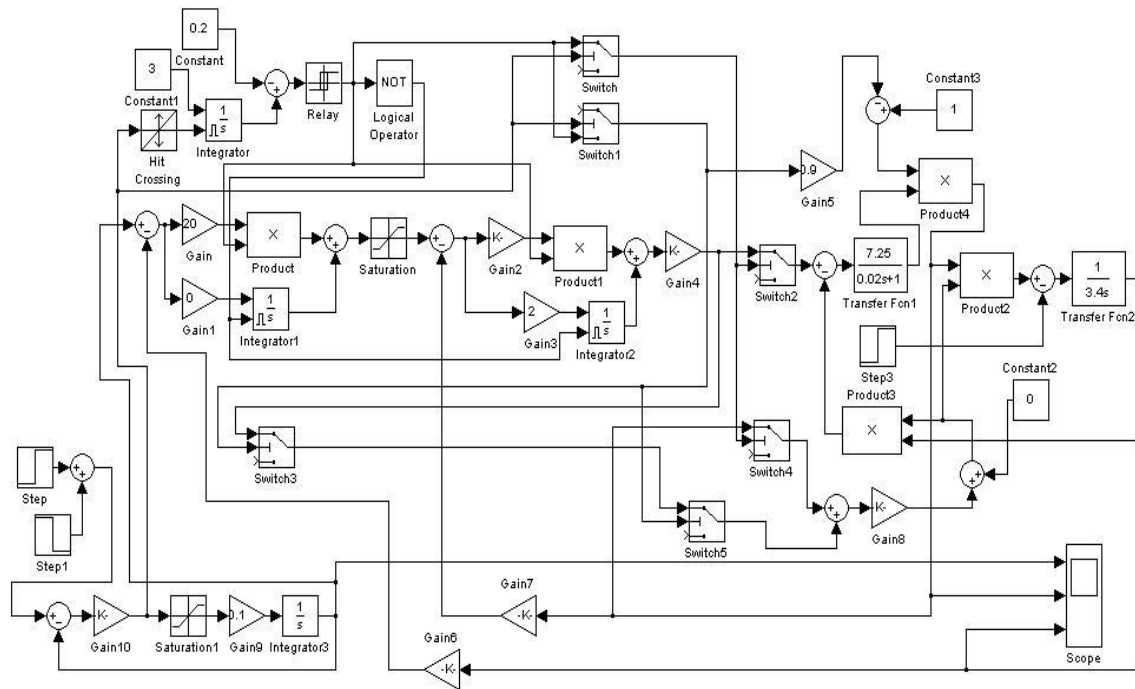 0.2
Constant
3
Constant1
Hit
Crossing
1
s
Integrator
Relay
NOT
Logical
Operator
Switch
Switch1
Constant3
1
0.9
Gain5
Product4
20
Gain
Product
0
Gain1
1
s
Integrator1
Saturation
K-
Gain2
2
Gain3
Product1
1
s
Integrator2
K-
Gain4
Switch2
7.25
0.02s+1
Transfer Fcn1
Product2
1
3.4s
Transfer Fcn2
Step3
Constant2
0
Product3
Switch3
Switch4
Switch5
K-
Gain8
Step
Step1
K-
Gain10
Saturation1
0.1
Gain9
1
s
Integrator3
Gain7
-K-
Gain6
-K-
Scope